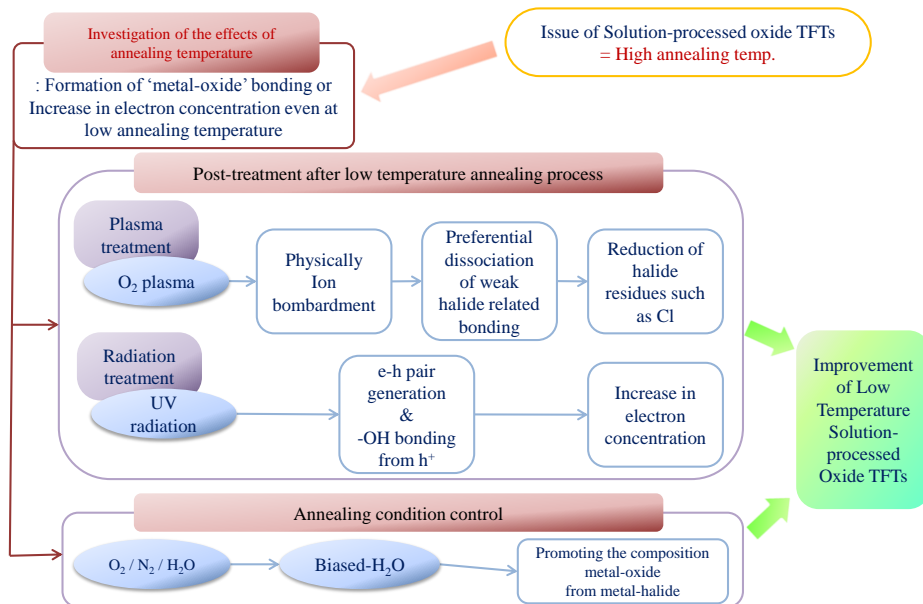 Investigation of the effects of
annealing temperature
: Formation of ‘metal-oxide’ bonding or
Increase in electron concentration even at
low annealing temperature
Issue of Solution-processed oxide TFTs
= High annealing temp.
Post-treatment after low temperature annealing process
Plasma
treatment
O₂ plasma
Physically
Ion
bombardment
Preferential
dissociation
of weak
halide related
bonding
Reduction of
halide
residues such
as Cl
Radiation
treatment
UV
radiation
e-h pair
generation
&
-OH bonding
from h⁺
Increase in
electron
concentration
Improvement
of Low
Temperature
Solution-
processed
Oxide TFTs
Annealing condition control
O₂ / N₂ / H₂O
Biased-H₂O
Promoting the composition
metal-oxide
from metal-halide